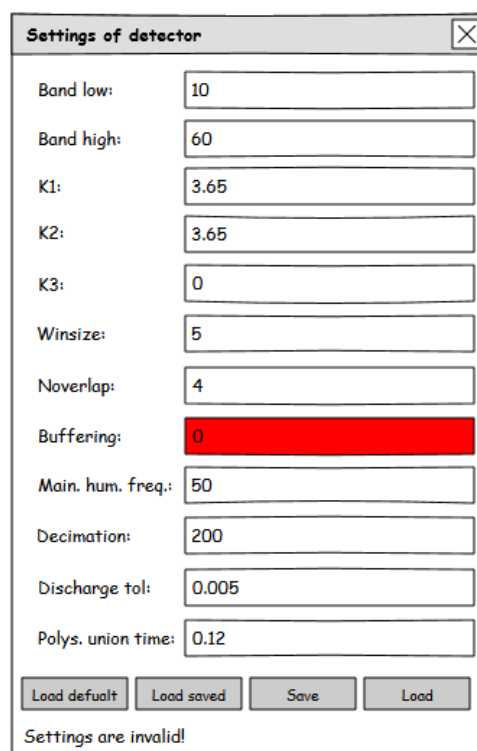 Settings of detector
Band low: 10
Band high: 60
K1: 3.65
K2: 3.65
K3: 0
Winsize: 5
Noverlap: 4
Buffering: 0
Main. hum. freq.: 50
Decimation: 200
Discharge tol: 0.005
Polys. union time: 0.12
Load defualt Load saved Save Load
Settings are invalid!